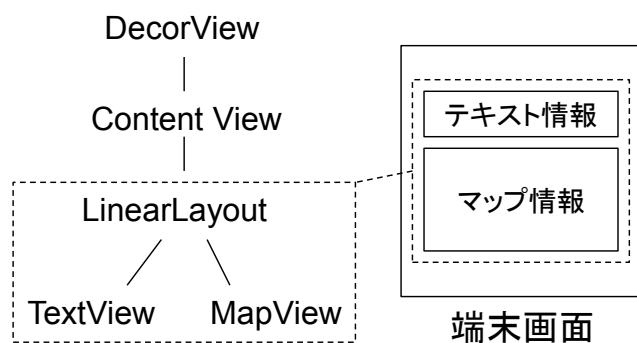 DecorView
Content View
LinearLayout
TextView MapView
テキスト情報
マップ情報
端末画面